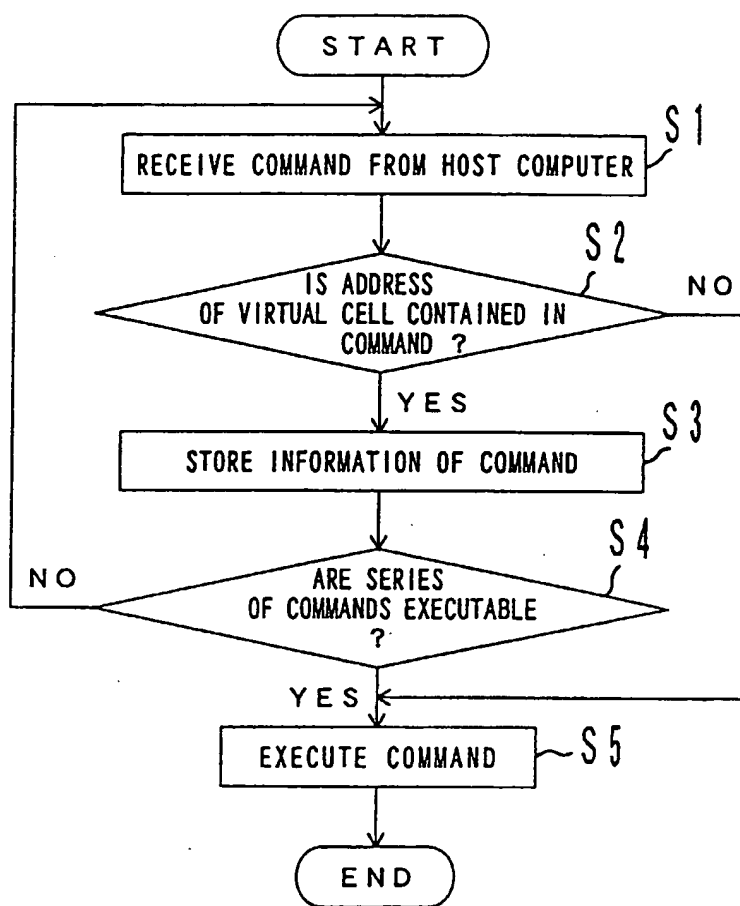 START
S1
RECEIVE COMMAND FROM HOST COMPUTER
S2
IS ADDRESS
OF VIRTUAL CELL CONTAINED IN
COMMAND ?
NO
YES
S3
STORE INFORMATION OF COMMAND
S4
ARE SERIES
OF COMMANDS EXECUTABLE
?
NO
YES
EXECUTE COMMAND
S5
END